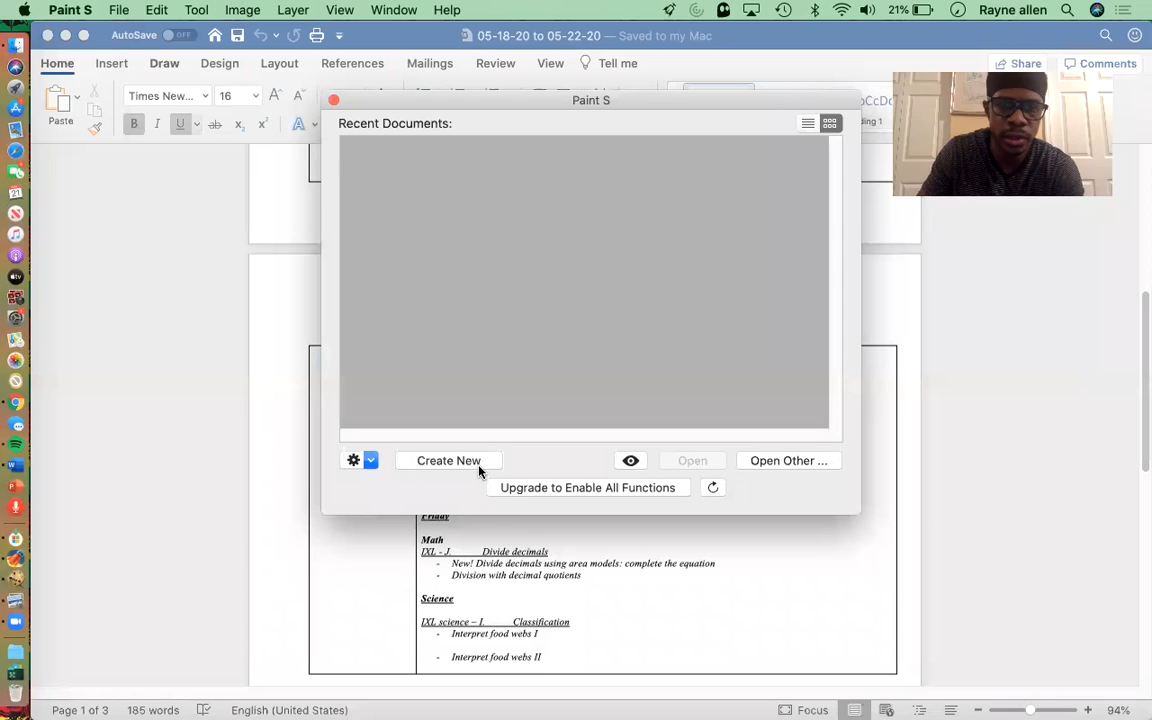 Paint S File Edit Tool Image Layer View Window Help 21% Rayne allen
AutoSave OFF 05-18-20 to 05-22-20 — Saved to my Mac
Home Insert Draw Design Layout References Mailings Review View Tell me Share Comments
Times New... 16 A A
Paste B I U ab x₂ x² A
Paint S
Recent Documents:
Create New Open Open Other ...
Upgrade to Enable All Functions
Friday
Math
IXL - J. Divide decimals
- New! Divide decimals using area models: complete the equation
- Division with decimal quotients
Science
IXL science – I. Classification
- Interpret food webs I
- Interpret food webs II
Page 1 of 3 185 words English (United States) Focus 94%